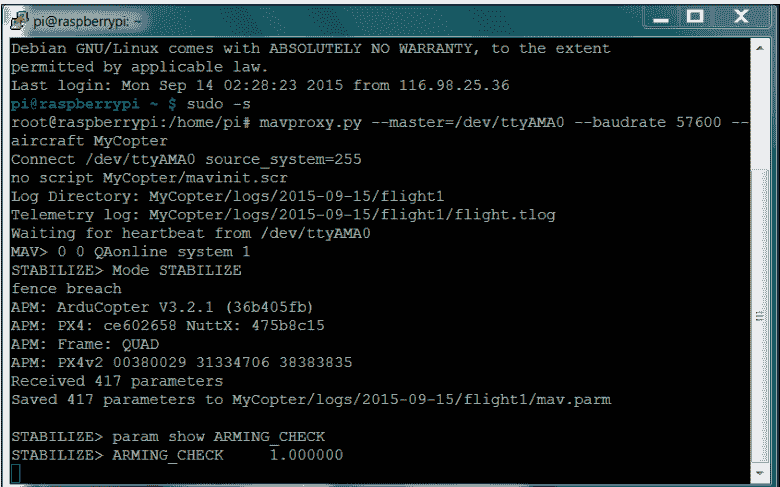 pi@raspberrypi: ~
Debian GNU/Linux comes with ABSOLUTELY NO WARRANTY, to the extent
permitted by applicable law.
Last login: Mon Sep 14 02:28:23 2015 from 116.98.25.36
pi@raspberrypi ~ $ sudo -s
root@raspberrypi:/home/pi# mavproxy.py --master=/dev/ttyAMA0 --baudrate 57600 --
aircraft MyCopter
Connect /dev/ttyAMA0 source_system=255
no script MyCopter/mavinit.scr
Log Directory: MyCopter/logs/2015-09-15/flight1
Telemetry log: MyCopter/logs/2015-09-15/flight1/flight.tlog
Waiting for heartbeat from /dev/ttyAMA0
MAV> 0 0 QAonline system 1
STABILIZE> Mode STABILIZE
fence breach
APM: ArduCopter V3.2.1 (36b405fb)
APM: PX4: ce602658 NuttX: 475b8c15
APM: Frame: QUAD
APM: PX4v2 00380029 31334706 38383835
Received 417 parameters
Saved 417 parameters to MyCopter/logs/2015-09-15/flight1/mav.parm
STABILIZE> param show ARMING_CHECK
STABILIZE> ARMING_CHECK 1.000000